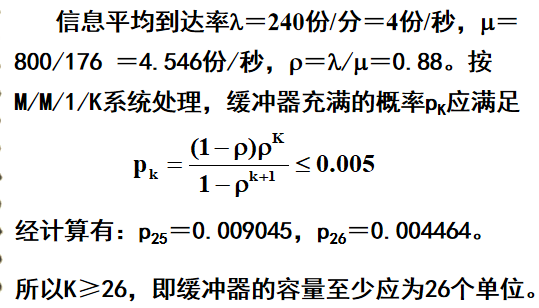 信息平均到达率λ＝240份/分＝4份/秒，μ＝
800/176 ＝4.546份/秒，ρ＝λ/μ＝0.88。按
M/M/1/K系统处理，缓冲器充满的概率pK应满足
pk = (1−ρ)ρ^K / 1−ρ^k+1 ≤ 0.005
经计算有：p25＝0.009045，p26＝0.004464。
所以K≥26，即缓冲器的容量至少应为26个单位。